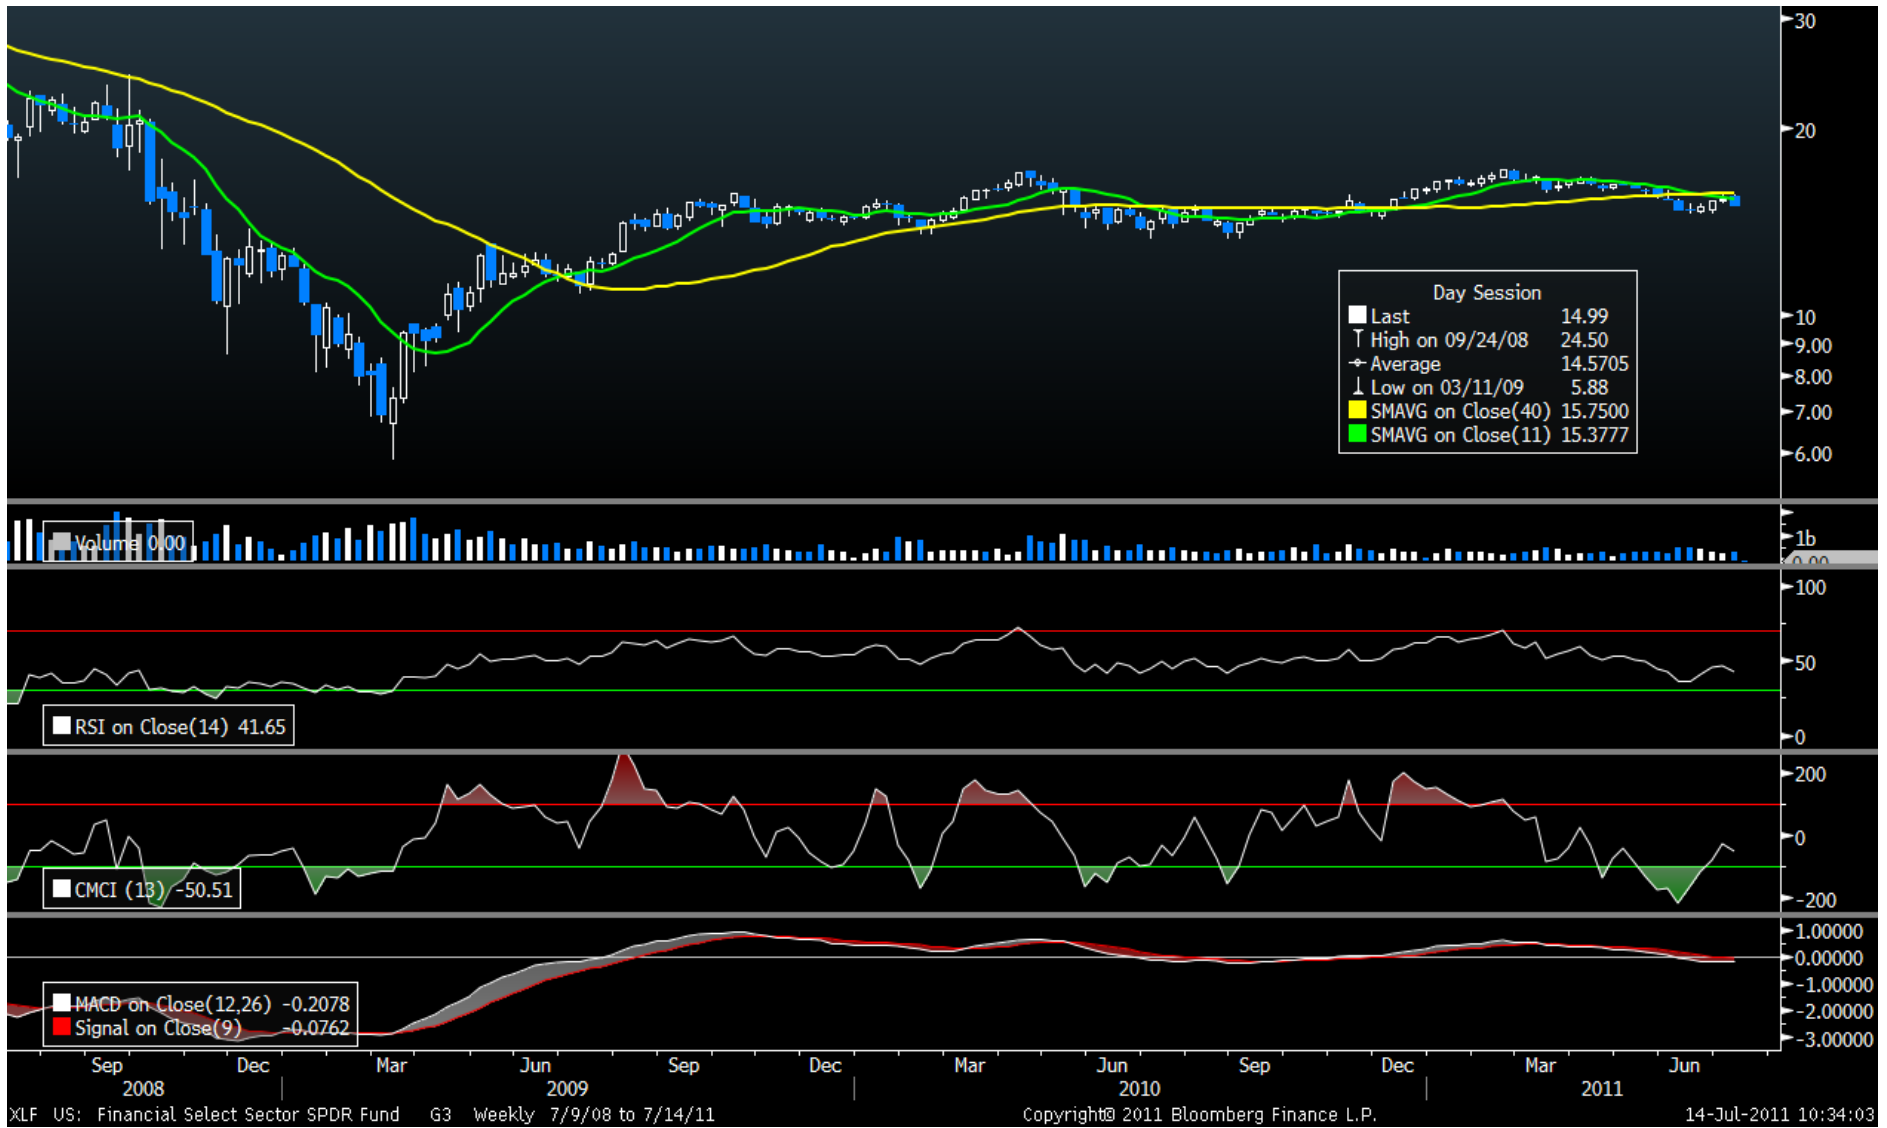 30
20
10
9.00
8.00
7.00
6.00
Day Session
Last 14.99
High on 09/24/08 24.50
Average 14.5705
Low on 03/11/09 5.88
SMAVG on Close(40) 15.7500
SMAVG on Close(11) 15.3777
Volume 0.00
1b
0.00
100
50
0
RSI on Close(14) 41.65
200
0
-200
CMCI (13) -50.51
1.00000
0.00000
-1.00000
-2.00000
-3.00000
MACD on Close(12,26) -0.2078
Signal on Close(9) -0.0762
Sep Dec Mar Jun Sep Dec Mar Jun Sep Dec Mar Jun
2008 2009 2010 2011
XLF US: Financial Select Sector SPDR Fund G3 Weekly 7/9/08 to 7/14/11 Copyright© 2011 Bloomberg Finance L.P. 14-Jul-2011 10:34:03